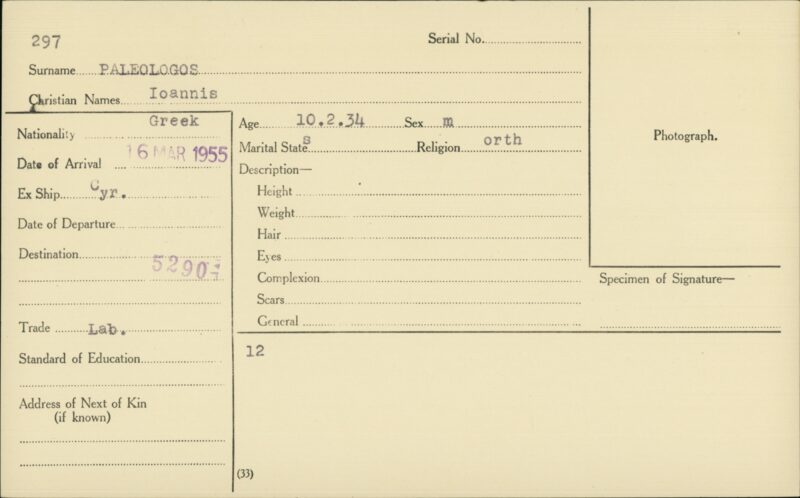 297
Serial No.
Surname PALEOLOGOS
Christian Names Ioannis
Nationality Greek
Date of Arrival 16 MAR 1955
Ex Ship Cyr.
Date of Departure
Destination
5290
Trade Lab.
Standard of Education
Address of Next of Kin
(if known)
Age 10.2.34 Sex m
Marital State s Religion orth
Description—
Height
Weight
Hair
Eyes
Complexion
Scars
General
12
(33)
Photograph.
Specimen of Signature—